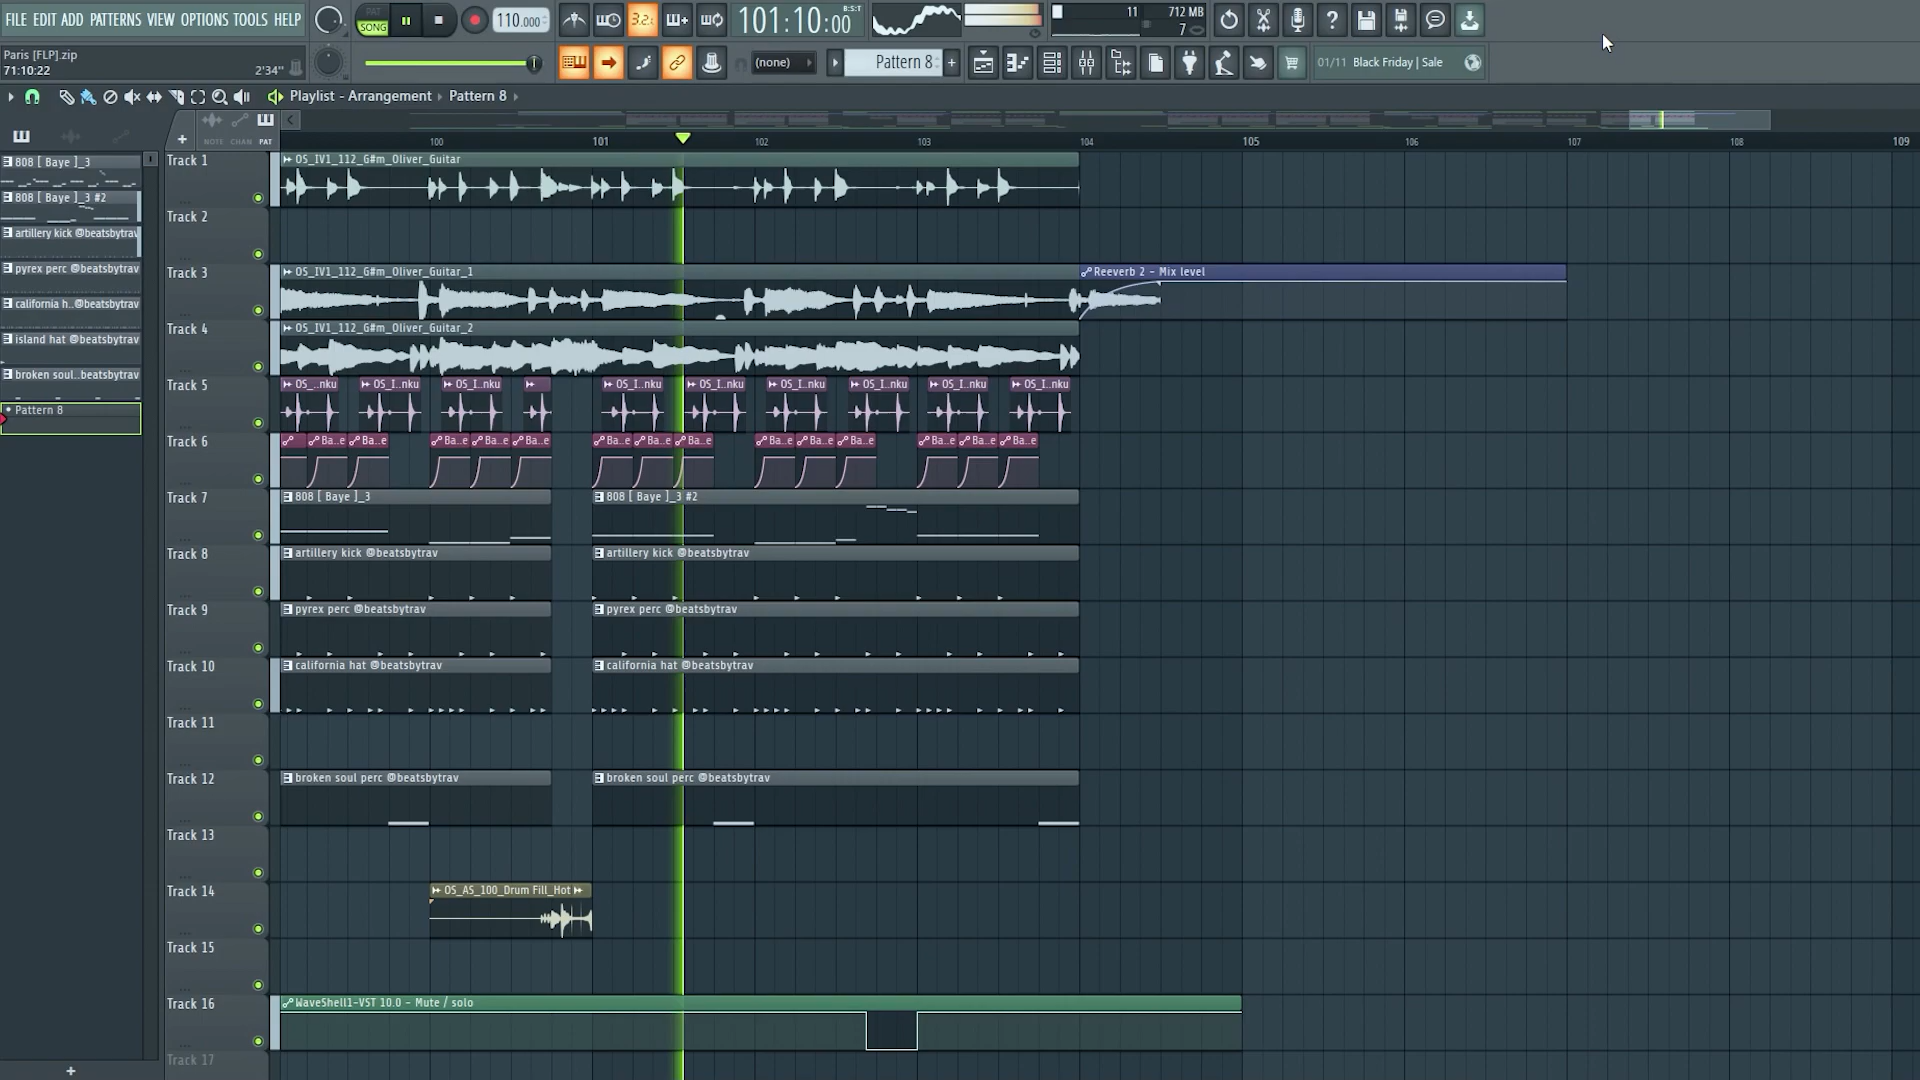 FILE EDIT ADD PATTERNS VIEW OPTIONS TOOLS HELP
PAT
SONG
110.000
3.2.
101:10:00
B:S:T
11
712 MB
7
Paris [FLP].zip
71:10:22
2'34"
(none)
Pattern 8
01/11 Black Friday | Sale
Playlist - Arrangement › Pattern 8 ›
NOTE CHAN PAT
100 101 102 103 104 105 106 107 108 109
808 [ Baye ]_3
808 [ Baye ]_3 #2
artillery kick @beatsbytrav
pyrex perc @beatsbytrav
california h..@beatsbytrav
island hat @beatsbytrav
broken soul..beatsbytrav
Pattern 8
Track 1
OS_IV1_112_G#m_Oliver_Guitar
Track 2
Track 3
OS_IV1_112_G#m_Oliver_Guitar_1
Reeverb 2 - Mix level
Track 4
OS_IV1_112_G#m_Oliver_Guitar_2
Track 5
OS_..nku OS_I..nku OS_I..nku OS_I..nku OS_I..nku OS_I..nku OS_I..nku OS_I..nku OS_I..nku
Track 6
Ba..e Ba..e Ba..e Ba..e Ba..e Ba..e Ba..e Ba..e Ba..e Ba..e Ba..e Ba..e Ba..e Ba..e
Track 7
808 [ Baye ]_3
808 [ Baye ]_3 #2
Track 8
artillery kick @beatsbytrav
artillery kick @beatsbytrav
Track 9
pyrex perc @beatsbytrav
pyrex perc @beatsbytrav
Track 10
california hat @beatsbytrav
california hat @beatsbytrav
Track 11
Track 12
broken soul perc @beatsbytrav
broken soul perc @beatsbytrav
Track 13
Track 14
OS_AS_100_Drum Fill_Hot
Track 15
Track 16
WaveShell1-VST 10.0 - Mute / solo
Track 17